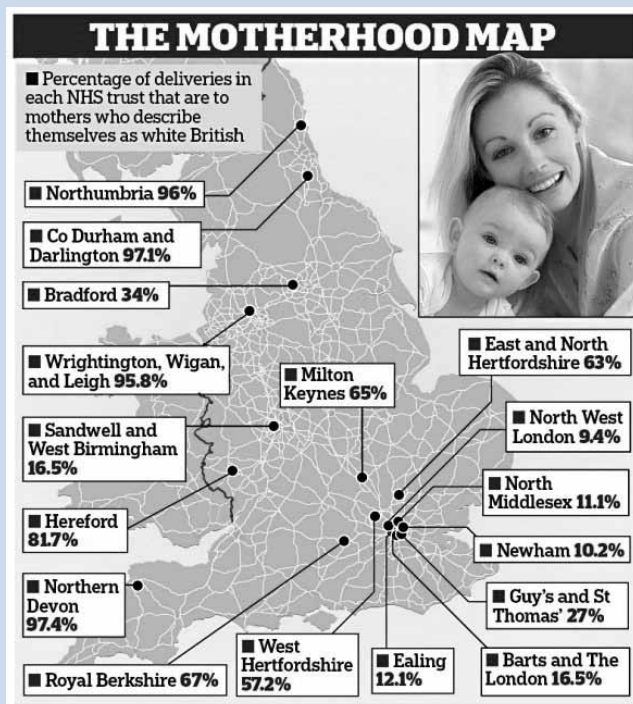 THE MOTHERHOOD MAP
■ Percentage of deliveries in
each NHS trust that are to
mothers who describe
themselves as white British
■ Northumbria 96%
■ Co Durham and
Darlington 97.1%
■ Bradford 34%
■ Wrightington, Wigan,
and Leigh 95.8%
■ Sandwell and
West Birmingham
16.5%
■ Hereford
81.7%
■ Northern
Devon
97.4%
■ Royal Berkshire 67%
■ West
Hertfordshire
57.2%
■ Milton
Keynes 65%
■ East and North
Hertfordshire 63%
■ North West
London 9.4%
■ North
Middlesex 11.1%
■ Newham 10.2%
■ Guy's and St
Thomas' 27%
■ Barts and The
London 16.5%
■ Ealing
12.1%